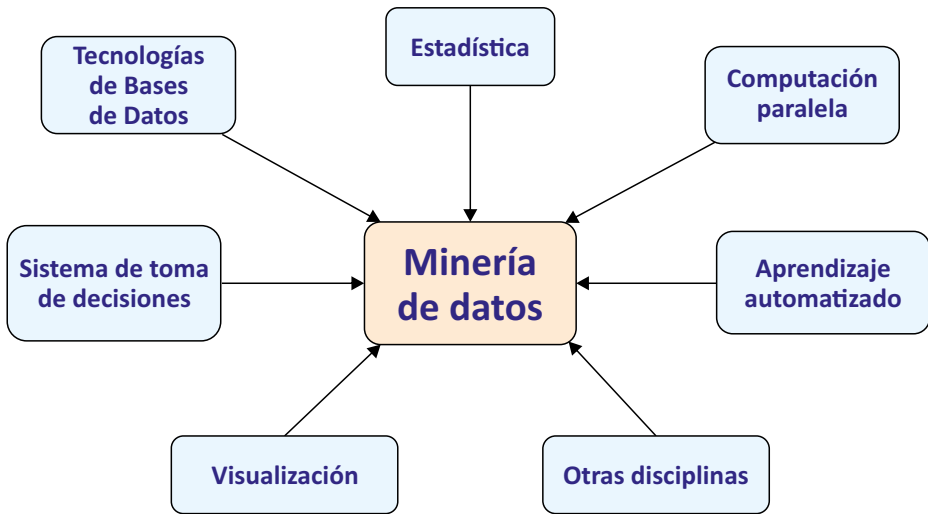 Tecnologías
de Bases
de Datos
Estadística
Computación
paralela
Sistema de toma
de decisiones
Minería
de datos
Aprendizaje
automatizado
Visualización
Otras disciplinas